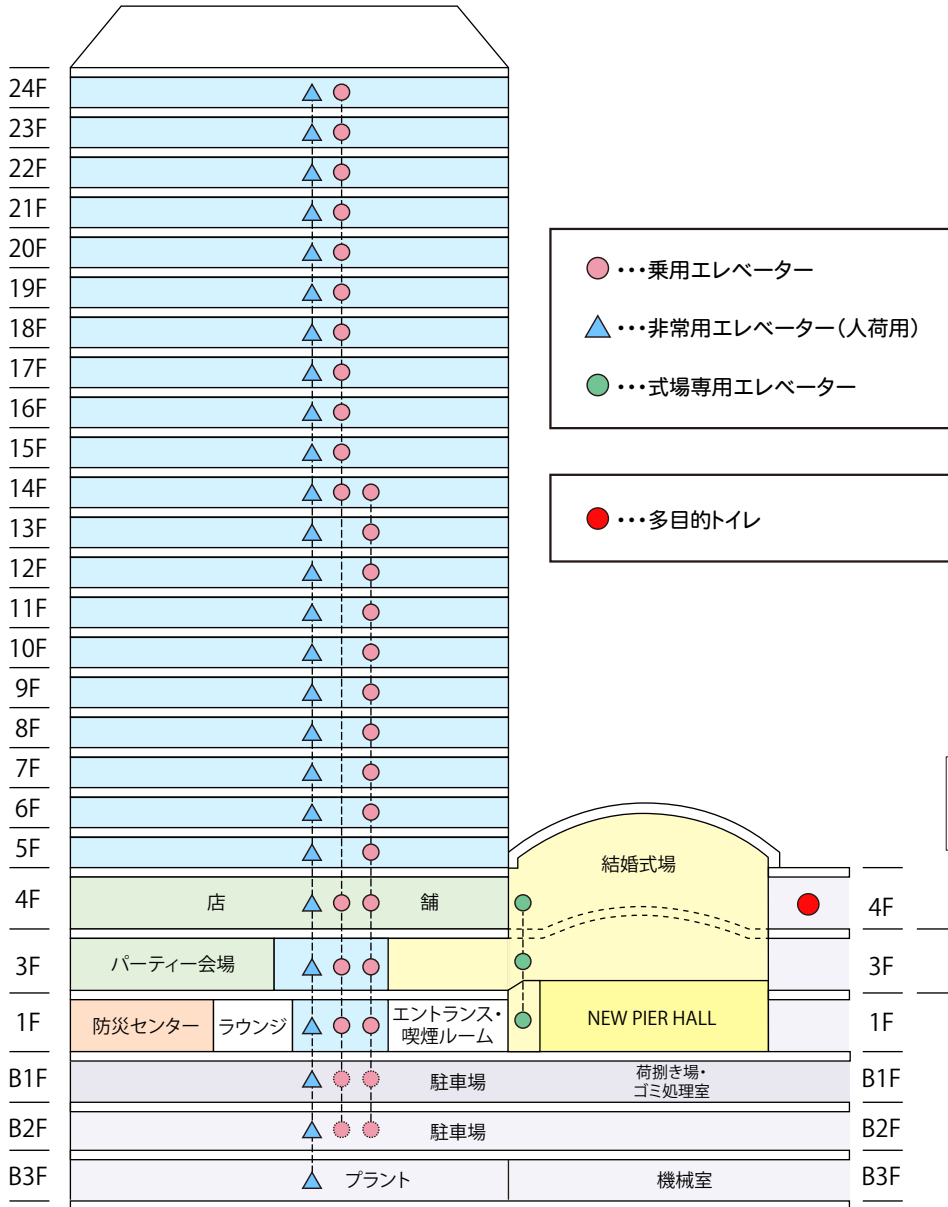 24F
23F
22F
21F
20F
19F
18F
17F
16F
15F
14F
13F
12F
11F
10F
9F
8F
7F
6F
5F
4F
3F
1F
B1F
B2F
B3F
･･･乗用エレベーター
･･･非常用エレベーター(人荷用)
･･･式場専用エレベーター
･･･多目的トイレ
結婚式場
店 舗
4F
パーティー会場
3F
防災センター
ラウンジ
エントランス・
喫煙ルーム
NEW PIER HALL
1F
駐車場
荷捌き場・
ゴミ処理室
B1F
駐車場
B2F
プラント
機械室
B3F